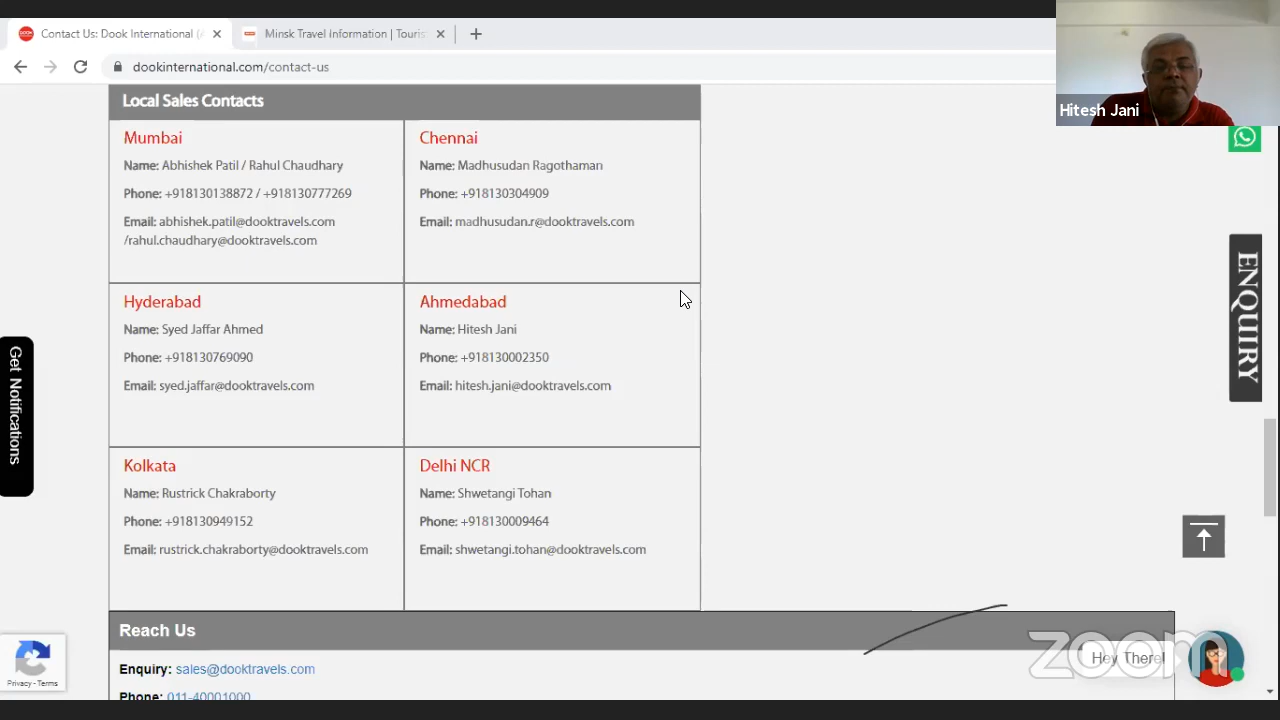 Contact Us: Dook International (
Minsk Travel Information | Touris
dookinternational.com/contact-us
Hitesh Jani
Local Sales Contacts
Mumbai
Name: Abhishek Patil / Rahul Chaudhary
Phone: +918130138872 / +918130777269
Email: abhishek.patil@dooktravels.com
/rahul.chaudhary@dooktravels.com
Chennai
Name: Madhusudan Ragothaman
Phone: +918130304909
Email: madhusudan.r@dooktravels.com
Hyderabad
Name: Syed Jaffar Ahmed
Phone: +918130769090
Email: syed.jaffar@dooktravels.com
Ahmedabad
Name: Hitesh Jani
Phone: +918130002350
Email: hitesh.jani@dooktravels.com
Kolkata
Name: Rustrick Chakraborty
Phone: +918130949152
Email: rustrick.chakraborty@dooktravels.com
Delhi NCR
Name: Shwetangi Tohan
Phone: +918130009464
Email: shwetangi.tohan@dooktravels.com
Reach Us
Enquiry: sales@dooktravels.com
Phone: 011-40001000
Get Notifications
ENQUIRY
Privacy - Terms
Hey There!
zoom